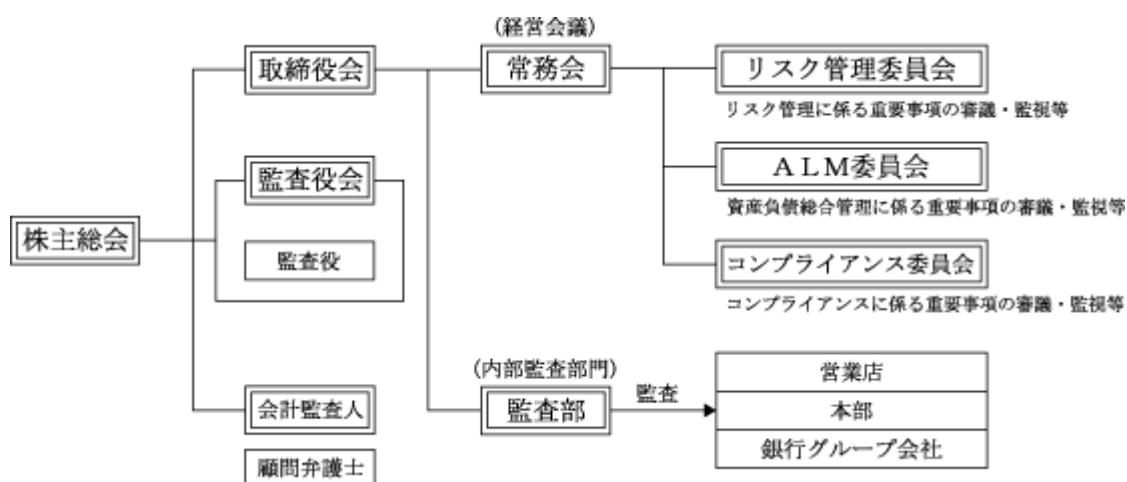 (経営会議)
取締役会
常務会
リスク管理委員会
リスク管理に係る重要事項の審議・監視等
監査役会
ALM委員会
資産負債総合管理に係る重要事項の審議・監視等
株主総会
監査役
コンプライアンス委員会
コンプライアンスに係る重要事項の審議・監視等
(内部監査部門)
監査
営業店
会計監査人
監査部
本部
顧問弁護士
銀行グループ会社